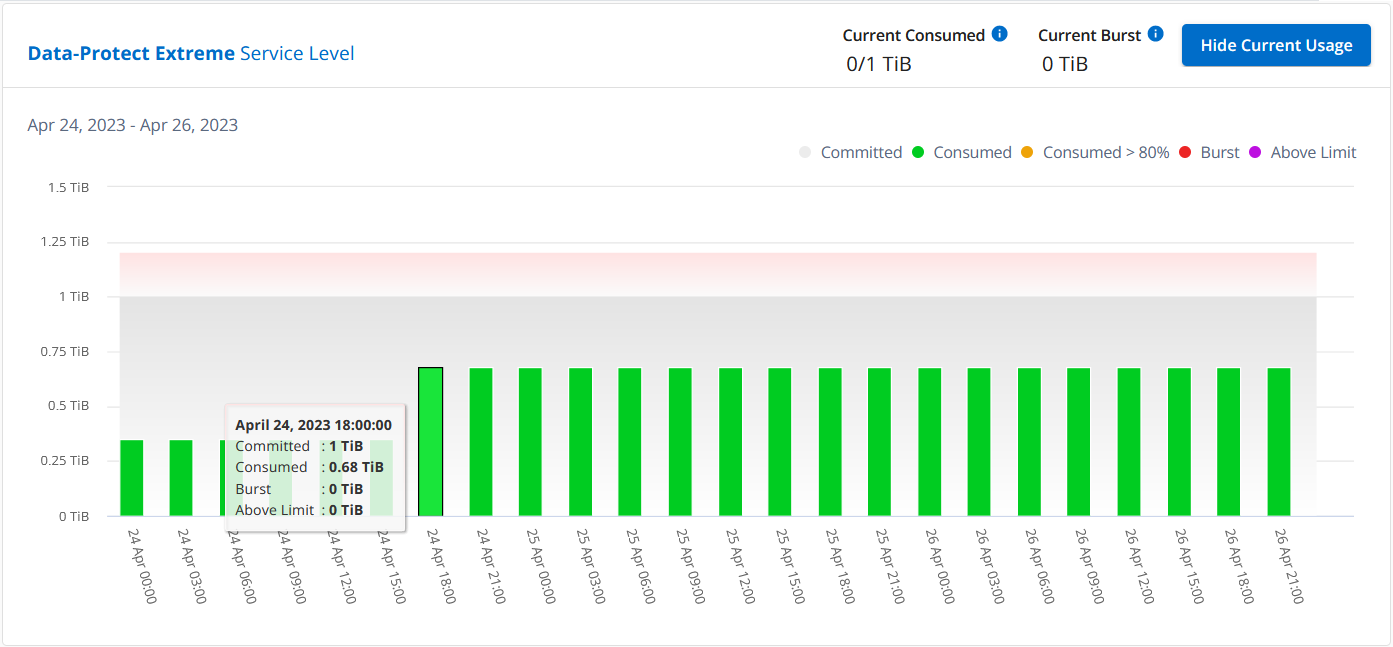 Data-Protect Extreme Service Level
Current Consumed
0/1 TiB
Current Burst
0 TiB
Hide Current Usage
Apr 24, 2023 - Apr 26, 2023
Committed Consumed Consumed > 80% Burst Above Limit
1.5 TiB
1.25 TiB
1 TiB
0.75 TiB
0.5 TiB
0.25 TiB
0 TiB
April 24, 2023 18:00:00
Committed : 1 TiB
Consumed : 0.68 TiB
Burst : 0 TiB
Above Limit : 0 TiB
24 Apr 00:00
24 Apr 03:00
24 Apr 06:00
24 Apr 09:00
24 Apr 12:00
24 Apr 15:00
24 Apr 18:00
24 Apr 21:00
25 Apr 00:00
25 Apr 03:00
25 Apr 06:00
25 Apr 09:00
25 Apr 12:00
25 Apr 15:00
25 Apr 18:00
25 Apr 21:00
26 Apr 00:00
26 Apr 03:00
26 Apr 06:00
26 Apr 09:00
26 Apr 12:00
26 Apr 15:00
26 Apr 18:00
26 Apr 21:00